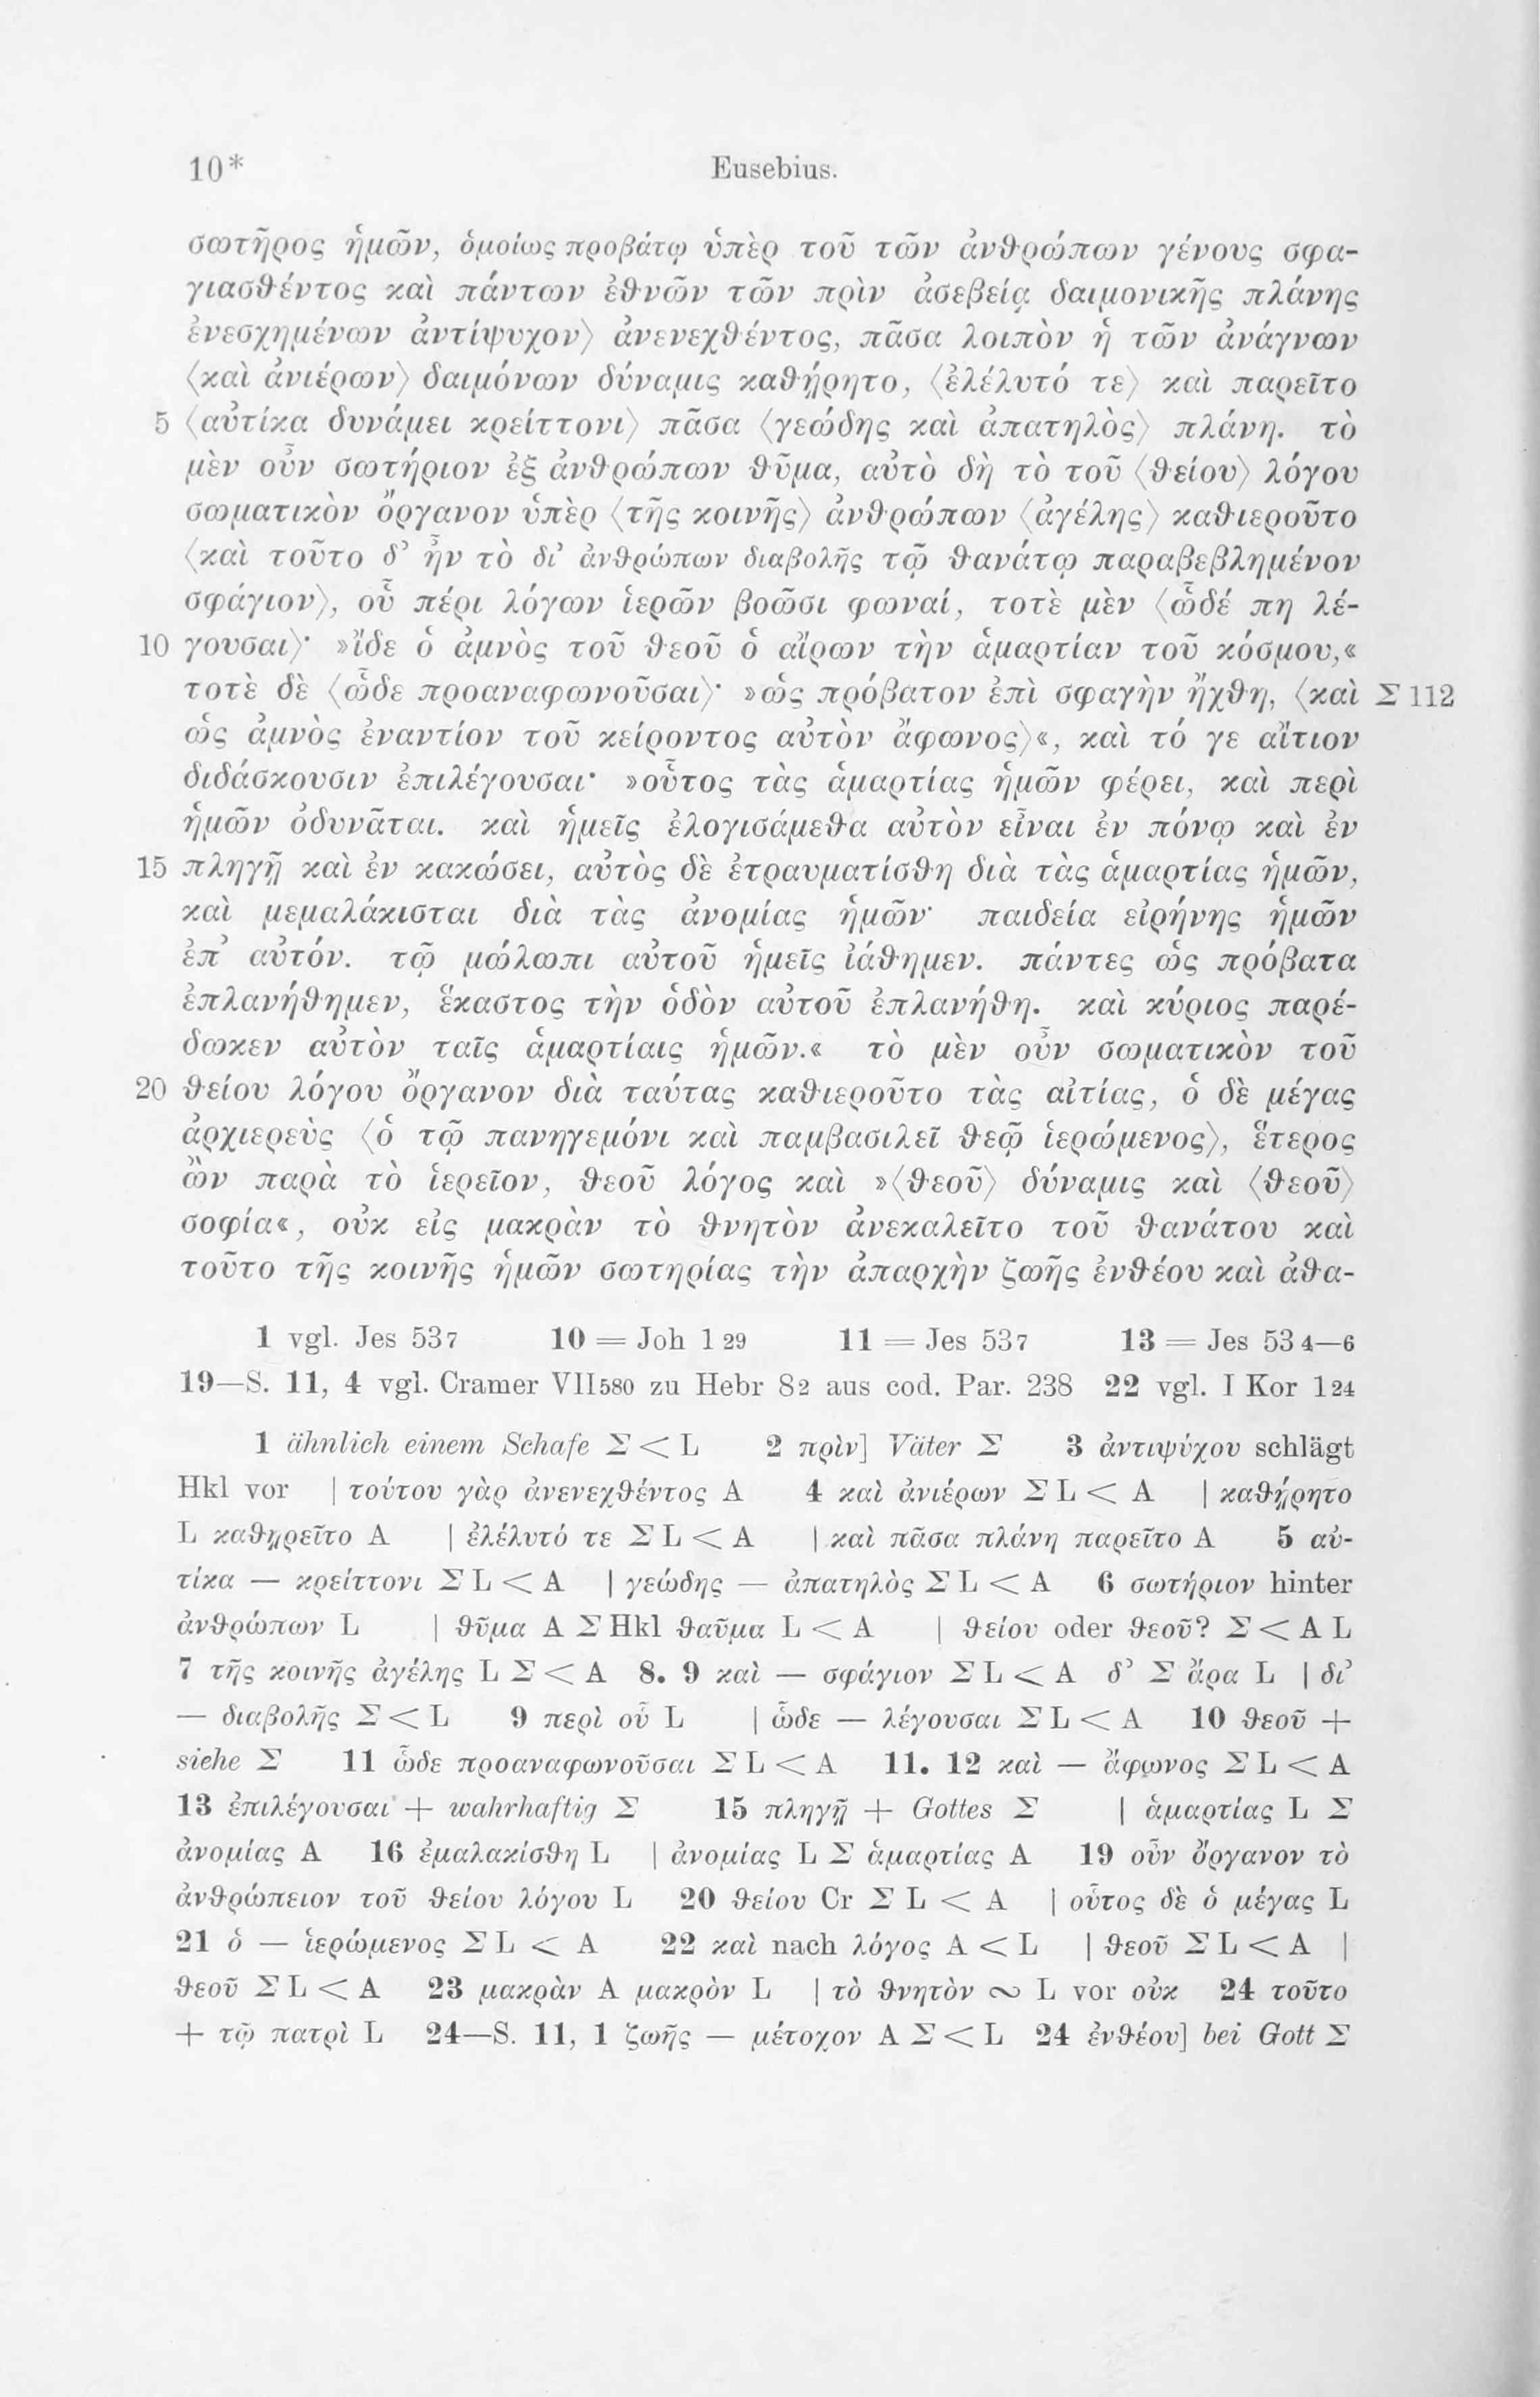 10* Eusebius.
σωτῆρος ἡμῶν, ὁμοίως προβάτῳ ὑπὲρ τοῦ τῶν ἀνθρώπων γένους σφα-
γιασθέντος καὶ πάντων ἐθνῶν τῶν πρὶν ἀσεβείᾳ δαιμονικῆς πλάνης
ἐνεσχημένων ἀντίψυχον⟩ ἀνενεχθέντος, πᾶσα λοιπὸν ἡ τῶν ἀνάγνων
⟨καὶ ἀνιέρων⟩ δαιμόνων δύναμις καθῄρητο, ⟨ἐλέλυτό τε⟩ καὶ παρεῖτο
5 ⟨αὐτίκα δυνάμει κρείττονι⟩ πᾶσα ⟨γεώδης καὶ ἀπατηλὸς⟩ πλάνη. τὸ
μὲν οὖν σωτήριον ἐξ ἀνθρώπων θῦμα, αὐτὸ δὴ τὸ τοῦ ⟨θείου⟩ λόγου
σωματικὸν ὄργανον ὑπὲρ ⟨τῆς κοινῆς⟩ ἀνθρώπων ⟨ἀγέλης⟩ καθιεροῦτο
⟨καὶ τοῦτο δ᾽ ἦν τὸ δι᾽ ἀνθρώπων διαβολῆς τῷ θανάτῳ παραβεβλημένον
σφάγιον⟩, οὗ πέρι λόγων ἱερῶν βοῶσι φωναί, τοτὲ μὲν ⟨ὧδέ πη λέ-
10 γουσαι⟩· »ἴδε ὁ ἀμνὸς τοῦ θεοῦ ὁ αἴρων τὴν ἁμαρτίαν τοῦ κόσμου,«
τοτὲ δὲ ⟨ὧδε προαναφωνοῦσαι⟩· »ὡς πρόβατον ἐπὶ σφαγὴν ἤχθη, ⟨καὶ Σ 112
ὡς ἀμνὸς ἐναντίον τοῦ κείροντος αὐτὸν ἄφωνος⟩«, καὶ τό γε αἴτιον
διδάσκουσιν ἐπιλέγουσαι· »οὗτος τὰς ἁμαρτίας ἡμῶν φέρει, καὶ περὶ
ἡμῶν ὀδυνᾶται. καὶ ἡμεῖς ἐλογισάμεθα αὐτὸν εἶναι ἐν πόνῳ καὶ ἐν
15 πληγῇ καὶ ἐν κακώσει, αὐτὸς δὲ ἐτραυματίσθη διὰ τὰς ἁμαρτίας ἡμῶν,
καὶ μεμαλάκισται διὰ τὰς ἀνομίας ἡμῶν· παιδεία εἰρήνης ἡμῶν
ἐπ᾽ αὐτόν. τῷ μώλωπι αὐτοῦ ἡμεῖς ἰάθημεν. πάντες ὡς πρόβατα
ἐπλανήθημεν, ἕκαστος τὴν ὁδὸν αὐτοῦ ἐπλανήθη. καὶ κύριος παρέ-
δωκεν αὐτὸν ταῖς ἁμαρτίαις ἡμῶν.« τὸ μὲν οὖν σωματικὸν τοῦ
20 θείου λόγου ὄργανον διὰ ταύτας καθιεροῦτο τὰς αἰτίας, ὁ δὲ μέγας
ἀρχιερεὺς ⟨ὁ τῷ πανηγεμόνι καὶ παμβασιλεῖ θεῷ ἱερώμενος⟩, ἕτερος
ὢν παρὰ τὸ ἱερεῖον, θεοῦ λόγος καὶ »⟨θεοῦ⟩ δύναμις καὶ ⟨θεοῦ⟩
σοφία«, οὐκ εἰς μακρὰν τὸ θνητὸν ἀνεκαλεῖτο τοῦ θανάτου καὶ
τοῦτο τῆς κοινῆς ἡμῶν σωτηρίας τὴν ἀπαρχὴν ζωῆς ἐνθέου καὶ ἀθα-
1 vgl. Jes 53 7 10 = Joh 1 29 11 = Jes 53 7 13 = Jes 53 4—6
19—S. 11, 4 vgl. Cramer VII 580 zu Hebr 8 2 aus cod. Par. 238 22 vgl. I Kor 1 24
1 ähnlich einem Schafe Σ < L 2 πρὶν] Väter Σ 3 ἀντιψύχου schlägt
Hkl vor | τούτου γὰρ ἀνενεχθέντος A 4 καὶ ἀνιέρων Σ L < A | καθῄρητο
L καθῃρεῖτο A | ἐλέλυτό τε Σ L < A | καὶ πᾶσα πλάνη παρεῖτο A 5 αὐ-
τίκα — κρείττονι Σ L < A | γεώδης — ἀπατηλὸς Σ L < A 6 σωτήριον hinter
ἀνθρώπων L | θῦμα A Σ Hkl θαῦμα L < A | θείου oder θεοῦ? Σ < A L
7 τῆς κοινῆς ἀγέλης L Σ < A 8. 9 καὶ — σφάγιον Σ L < A δ᾽ Σ ἄρα L | δι᾽
— διαβολῆς Σ < L 9 περὶ οὗ L | ὧδε — λέγουσαι Σ L < A 10 θεοῦ +
siehe Σ 11 ὧδε προαναφωνοῦσαι Σ L < A 11. 12 καὶ — ἄφωνος Σ L < A
13 ἐπιλέγουσαι + wahrhaftig Σ 15 πληγῇ + Gottes Σ | ἁμαρτίας L Σ
ἀνομίας A 16 ἐμαλακίσθη L | ἀνομίας L Σ ἁμαρτίας A 19 οὖν ὄργανον τὸ
ἀνθρώπειον τοῦ θείου λόγου L 20 θείου Cr Σ L < A | οὗτος δὲ ὁ μέγας L
21 ὁ — ἱερώμενος Σ L < A 22 καὶ nach λόγος A < L | θεοῦ Σ L < A |
θεοῦ Σ L < A 23 μακρὰν A μακρὸν L | τὸ θνητὸν ∾ L vor οὐκ 24 τοῦτο
+ τῷ πατρὶ L 24—S. 11, 1 ζωῆς — μέτοχον A Σ < L 24 ἐνθέου] bei Gott Σ